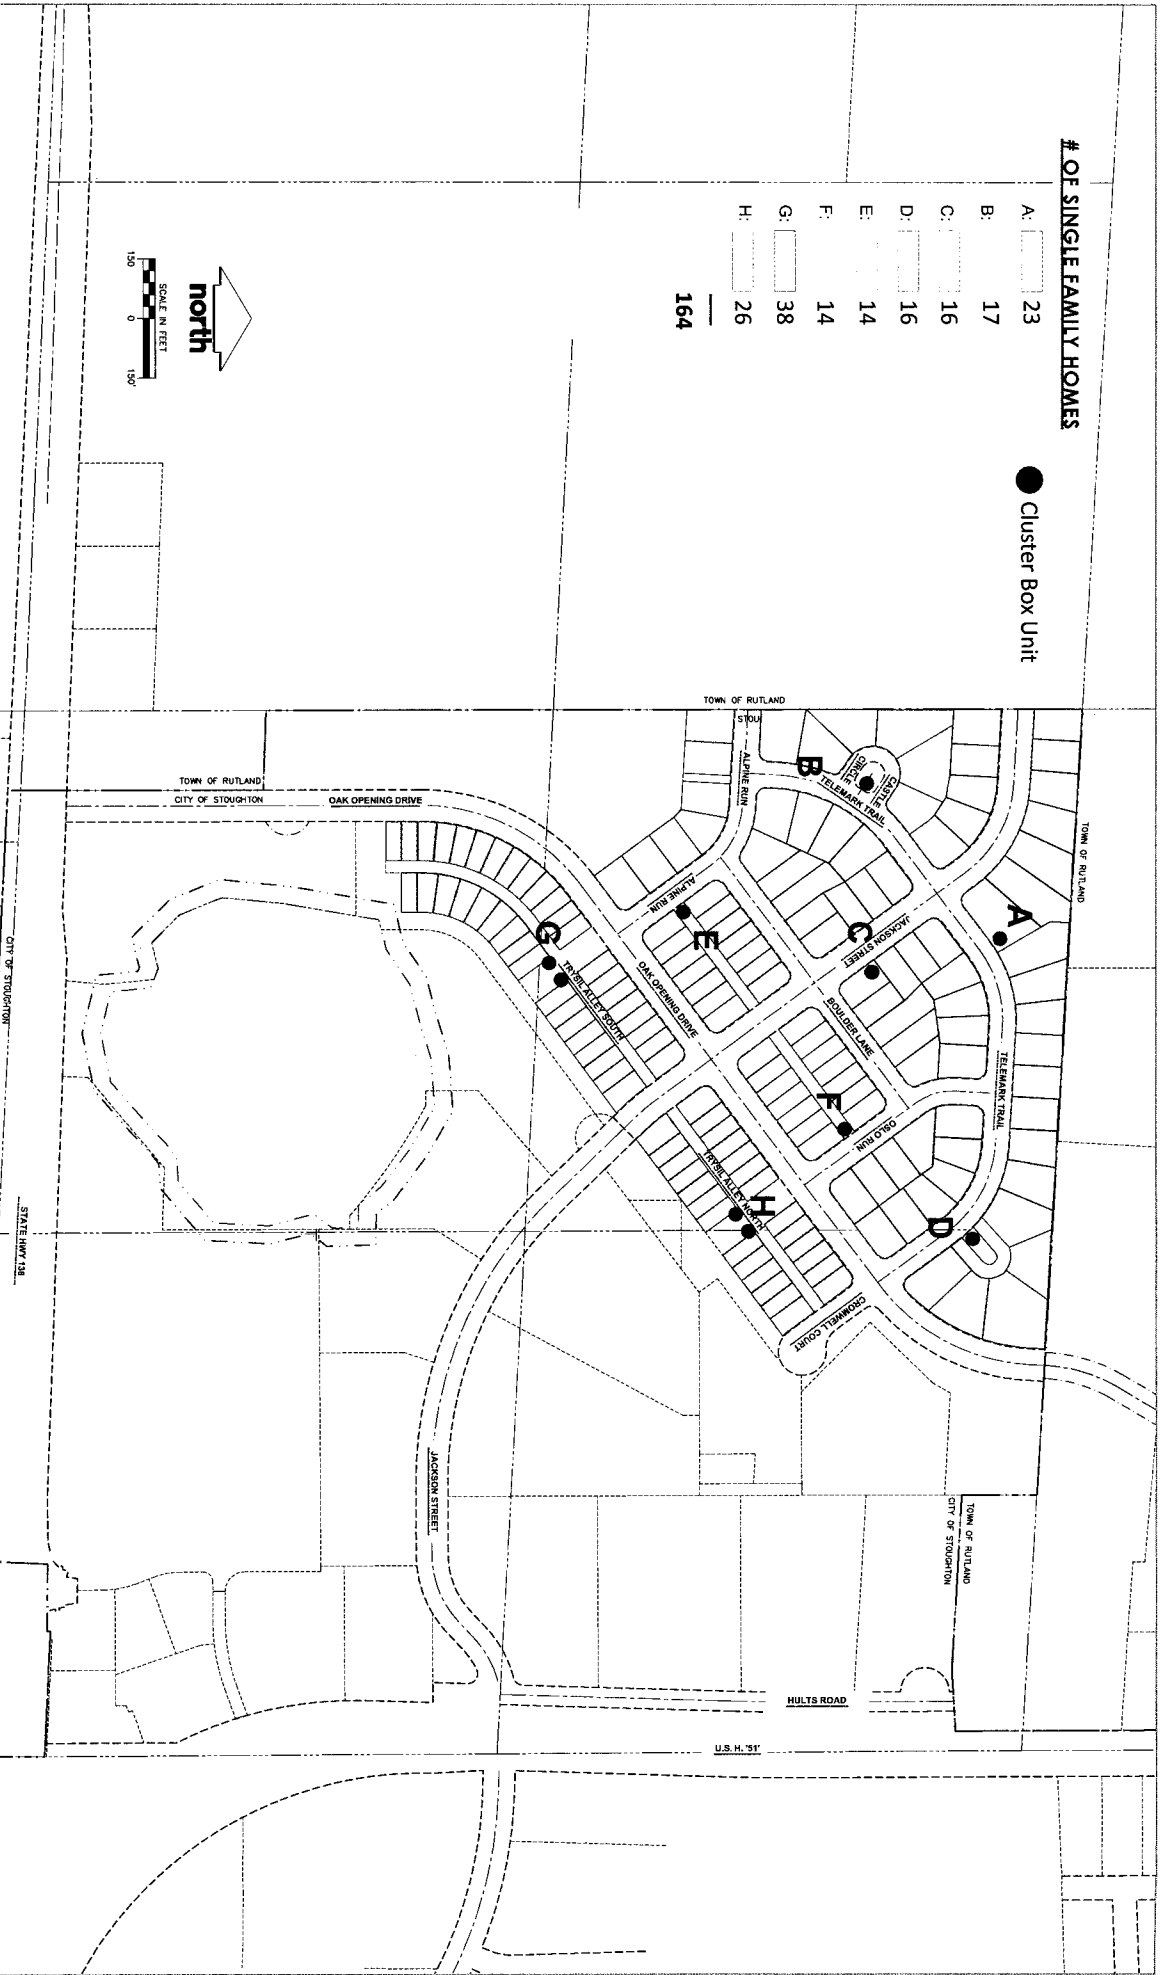 # OF SINGLE FAMILY HOMES
A: 23
B: 17
C: 16
D: 16
E: 14
F: 14
G: 38
H: 26
164
Cluster Box Unit
north
150 0 150'
SCALE IN FEET
TOWN OF RUTLAND
STOU
TOWN OF RUTLAND
CITY OF STOUGHTON
OAK OPENING DRIVE
ALPINE RUN
B
TELEMARK TRAIL
CASTLE
CIRCLE
TOWN OF RUTLAND
A
C
JACKSON STREET
ALPINE RUN
E
OAK OPENING DRIVE
BOULDER LANE
G
TRYSIL ALLEY SOUTH
F
OSLO RUN
TELEMARK TRAIL
D
H
TRYSIL ALLEY NORTH
CROMWELL COURT
CITY OF STOUGHTON
STATE HWY 138
JACKSON STREET
TOWN OF RUTLAND
CITY OF STOUGHTON
HULTS ROAD
U.S. H. '51'